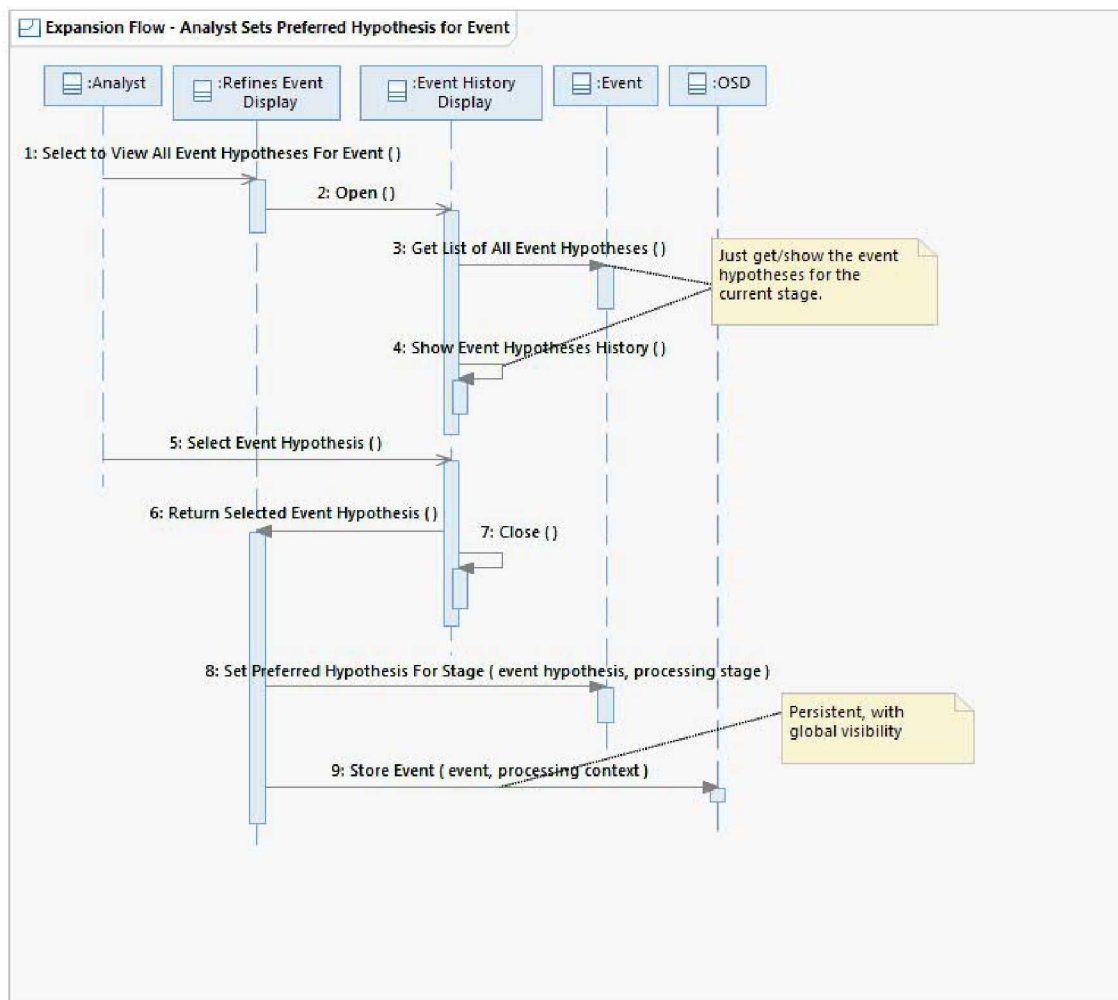 Expansion Flow - Analyst Sets Preferred Hypothesis for Event
:Analyst
:Refines Event
Display
:Event History
Display
:Event
:OSD
1: Select to View All Event Hypotheses For Event ( )
2: Open ( )
3: Get List of All Event Hypotheses ( )
Just get/show the event
hypotheses for the
current stage.
4: Show Event Hypotheses History ( )
5: Select Event Hypothesis ( )
6: Return Selected Event Hypothesis ( )
7: Close ( )
8: Set Preferred Hypothesis For Stage ( event hypothesis, processing stage )
Persistent, with
global visibility
9: Store Event ( event, processing context )